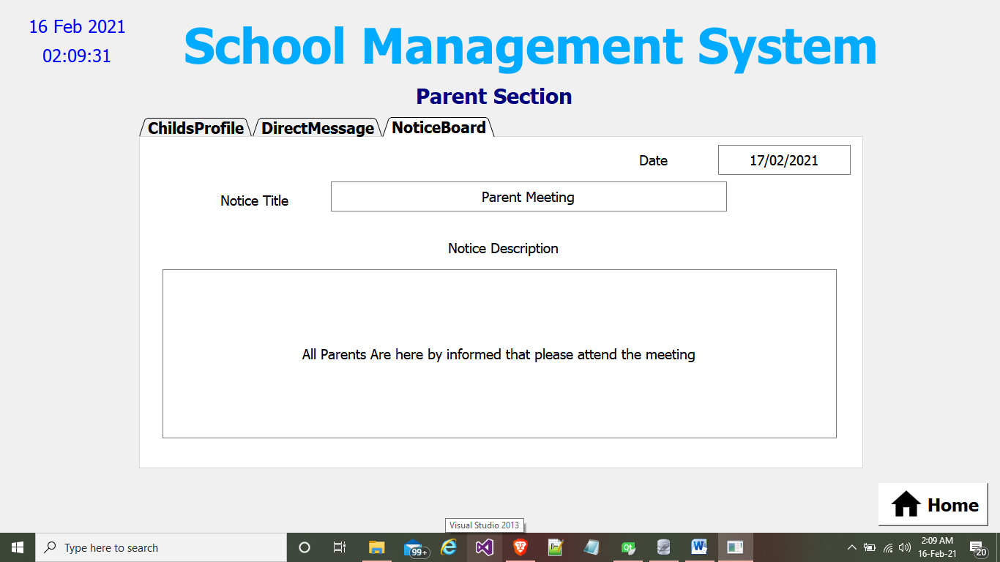 16 Feb 2021
02:09:31
School Management System
Parent Section
ChildsProfile
DirectMessage
NoticeBoard
Date
17/02/2021
Notice Title
Parent Meeting
Notice Description
All Parents Are here by informed that please attend the meeting
Home
Visual Studio 2013
Type here to search
99+
Qt
W
2:09 AM
16-Feb-21
20